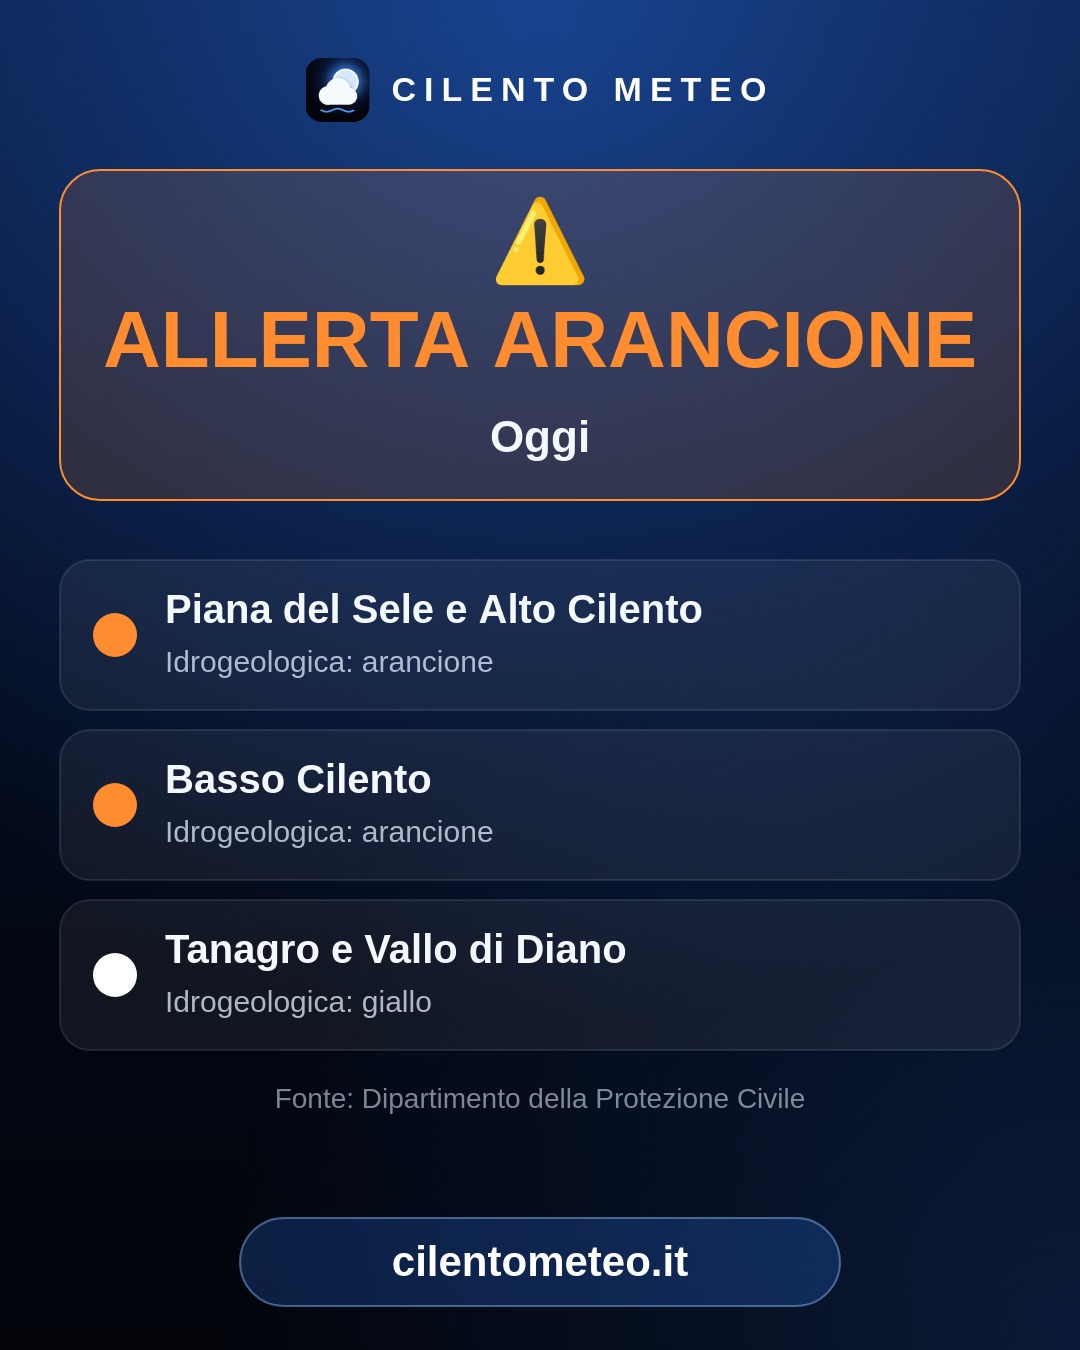 CILENTO METEO
ALLERTA ARANCIONE
Oggi
Piana del Sele e Alto Cilento
Idrogeologica: arancione
Basso Cilento
Idrogeologica: arancione
Tanagro e Vallo di Diano
Idrogeologica: giallo
Fonte: Dipartimento della Protezione Civile
cilentometeo.it